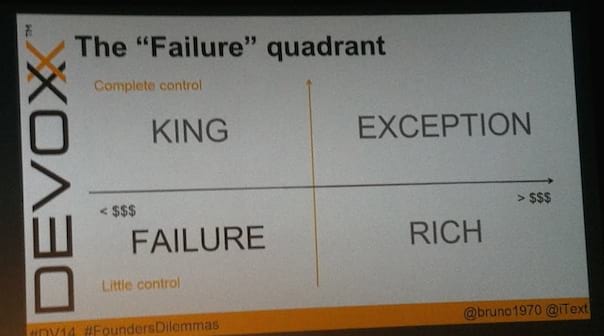 DEVOXX™
The “Failure” quadrant
Complete control
KING
EXCEPTION
< $$$
> $$$
FAILURE
RICH
Little control
#DV14 #FoundersDilemmas
@bruno1970 @iText